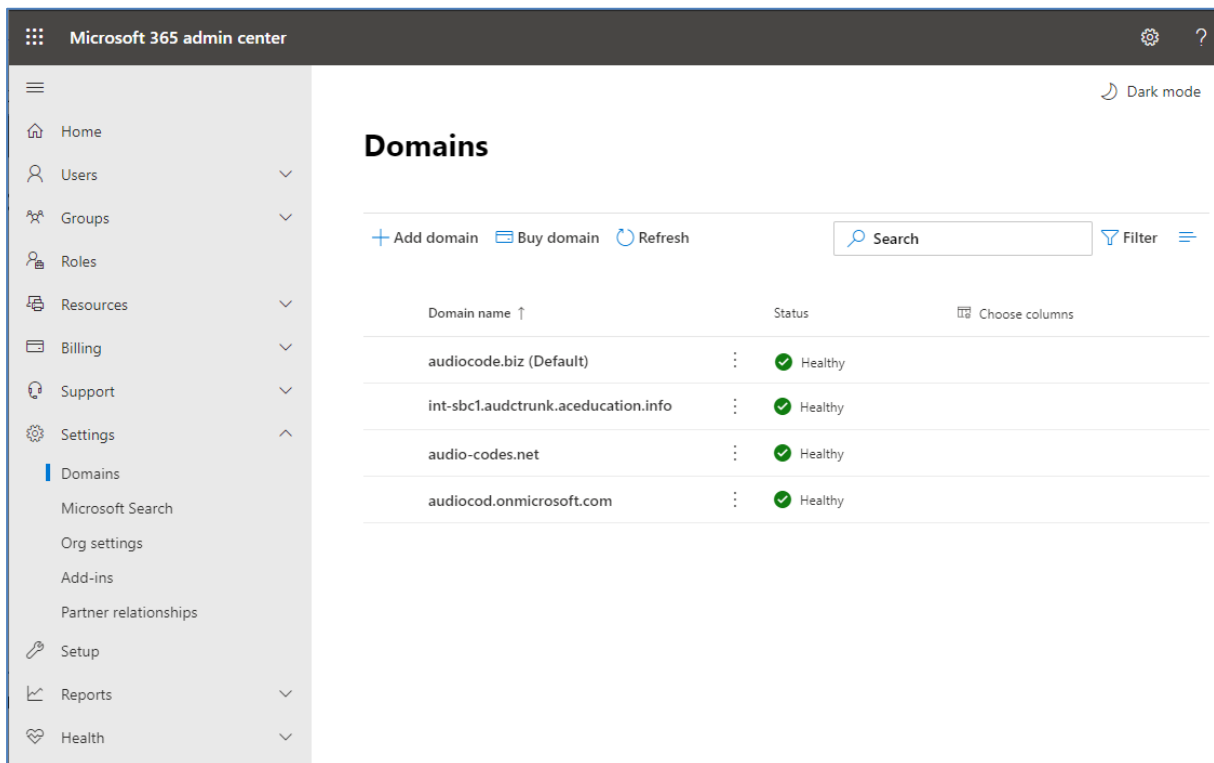 Microsoft 365 admin center
?
Dark mode
Home
Users
Groups
Roles
Resources
Billing
Support
Settings
Domains
Microsoft Search
Org settings
Add-ins
Partner relationships
Setup
Reports
Health
Domains
+ Add domain Buy domain Refresh Search Filter
Domain name ↑ Status Choose columns
audiocode.biz (Default) Healthy
int-sbc1.audctrunk.aceducation.info Healthy
audio-codes.net Healthy
audiocod.onmicrosoft.com Healthy